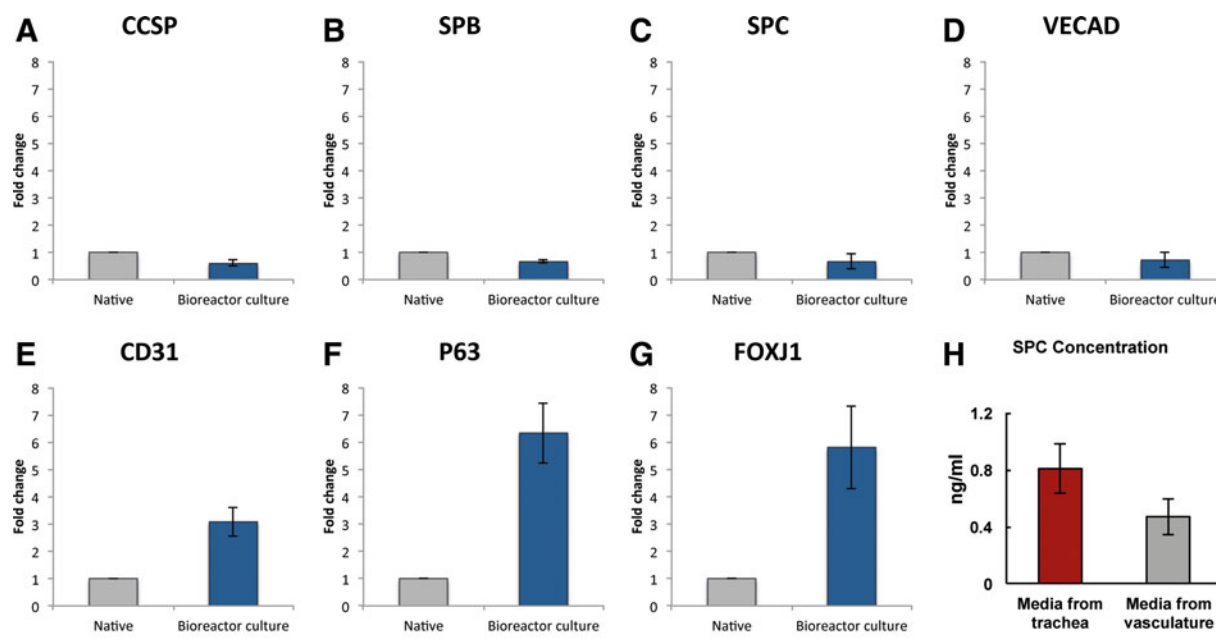 A CCSP
8
7
6
5
4
3
2
1
0
Fold change
Native Bioreactor culture
B SPB
8
7
6
5
4
3
2
1
0
Fold change
Native Bioreactor culture
C SPC
8
7
6
5
4
3
2
1
0
Fold change
Native Bioreactor culture
D VECAD
8
7
6
5
4
3
2
1
0
Fold change
Native Bioreactor culture
E CD31
8
7
6
5
4
3
2
1
0
Fold change
Native Bioreactor culture
F P63
8
7
6
5
4
3
2
1
0
Fold change
Native Bioreactor culture
G FOXJ1
8
7
6
5
4
3
2
1
0
Fold change
Native Bioreactor culture
H SPC Concentration
1.2
0.8
0.4
0
ng/ml
Media from Media from
trachea vasculature